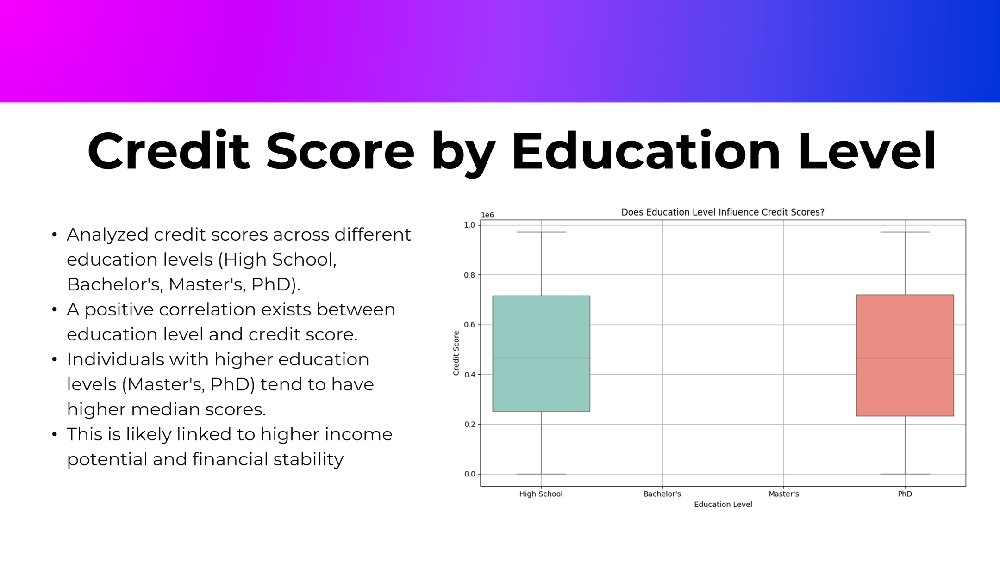 Credit Score by Education Level
• Analyzed credit scores across different
education levels (High School,
Bachelor's, Master's, PhD).
• A positive correlation exists between
education level and credit score.
• Individuals with higher education
levels (Master's, PhD) tend to have
higher median scores.
• This is likely linked to higher income
potential and financial stability
Does Education Level Influence Credit Scores?
1e6
1.0
0.8
0.6
0.4
0.2
0.0
Credit Score
High School Bachelor's Master's PhD
Education Level